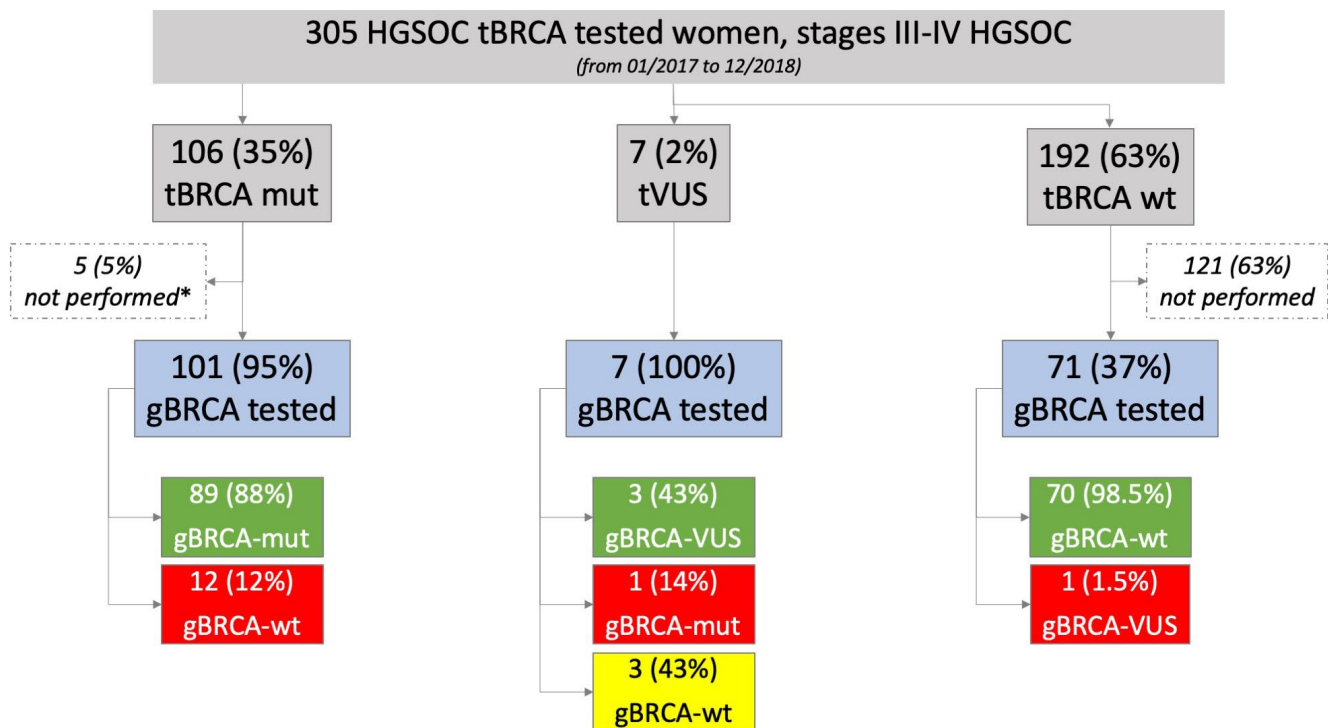 305 HGSOC tBRCA tested women, stages III-IV HGSOC
(from 01/2017 to 12/2018)
106 (35%)
tBRCA mut
7 (2%)
tVUS
192 (63%)
tBRCA wt
5 (5%)
not performed*
121 (63%)
not performed
101 (95%)
gBRCA tested
7 (100%)
gBRCA tested
71 (37%)
gBRCA tested
89 (88%)
gBRCA-mut
3 (43%)
gBRCA-VUS
70 (98.5%)
gBRCA-wt
12 (12%)
gBRCA-wt
1 (14%)
gBRCA-mut
1 (1.5%)
gBRCA-VUS
3 (43%)
gBRCA-wt